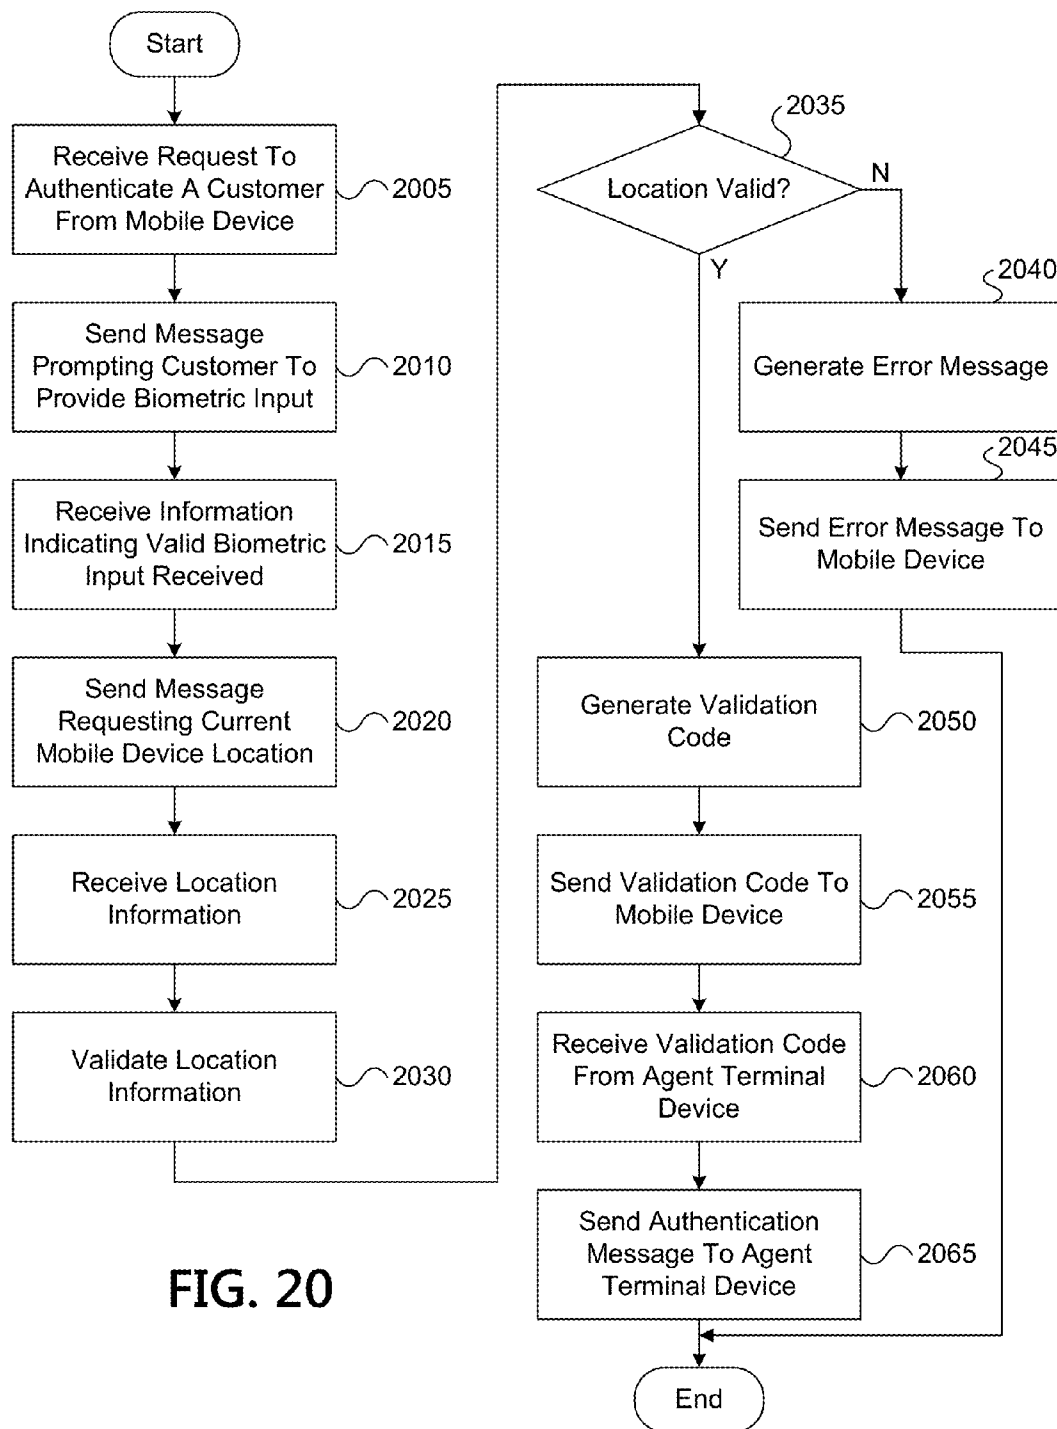 Start
Receive Request To
Authenticate A Customer
From Mobile Device
2005
Send Message
Prompting Customer To
Provide Biometric Input
2010
Receive Information
Indicating Valid Biometric
Input Received
2015
Send Message
Requesting Current
Mobile Device Location
2020
Receive Location
Information
2025
Validate Location
Information
2030
Location Valid?
2035
N
Y
2040
Generate Error Message
2045
Send Error Message To
Mobile Device
Generate Validation
Code
2050
Send Validation Code To
Mobile Device
2055
Receive Validation Code
From Agent Terminal
Device
2060
Send Authentication
Message To Agent
Terminal Device
2065
End
FIG. 20